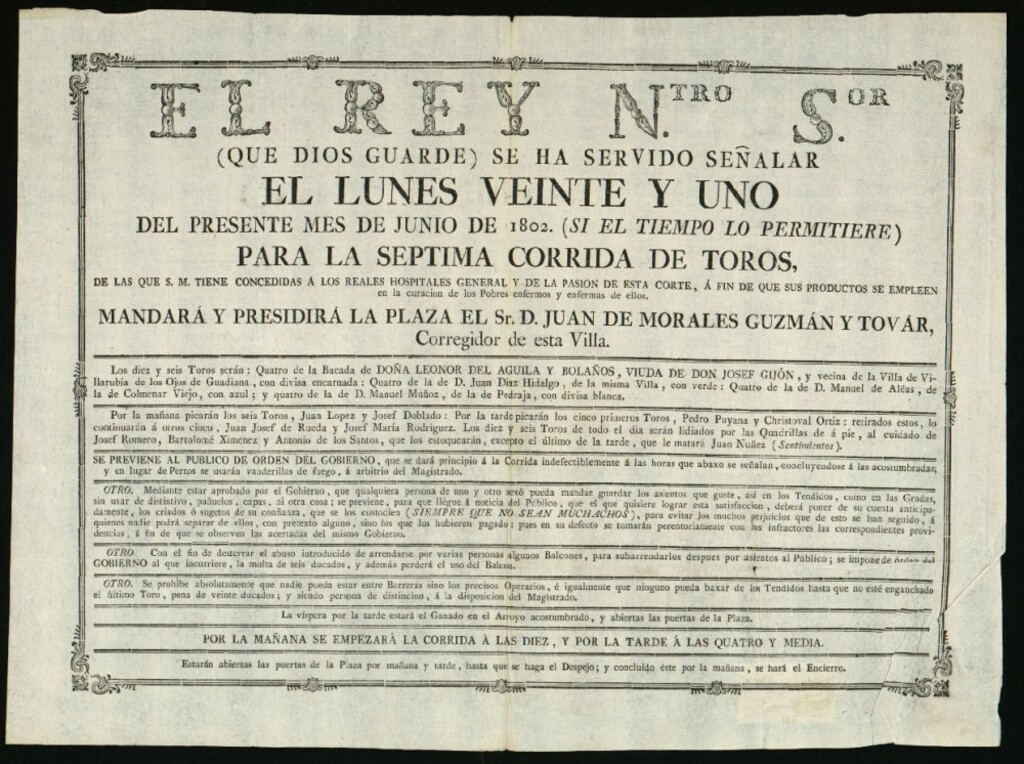 EL REY N.TRO S.OR
(QUE DIOS GUARDE) SE HA SERVIDO SEÑALAR
EL LUNES VEINTE Y UNO
DEL PRESENTE MES DE JUNIO DE 1802. (SI EL TIEMPO LO PERMITIERE)
PARA LA SEPTIMA CORRIDA DE TOROS,
DE LAS QUE S. M. TIENE CONCEDIDAS Á LOS REALES HOSPITALES GENERAL Y DE LA PASION DE ESTA CORTE, Á FIN DE QUE SUS PRODUCTOS SE EMPLEEN
en la curacion de los Pobres enfermos y enfermas de ellos.
MANDARÁ Y PRESIDIRÁ LA PLAZA EL Sr. D. JUAN DE MORALES GUZMÁN Y TOVÁR,
Corregidor de esta Villa.
Los diez y seis Toros serán: Quatro de la Bacada de DOÑA LEONOR DEL AGUILA Y BOLAÑOS, VIUDA DE DON JOSEF GIJÓN, y vecina de la Villa de Vi-
llarubia de los Ojos de Guadiana, con divisa encarnada: Quatro de la de D. Juan Diaz Hidalgo, de la misma Villa, con verde: Quatro de la de D. Manuel de Aléas, de
la de Colmenar Viejo, con azul; y quatro de la de D. Manuel Muñoz, de la de Pedraja, con divisa blanca.
Por la mañana picarán los seis Toros, Juan Lopez y Josef Doblado: Por la tarde picarán los cinco primeros Toros, Pedro Puyana y Christoval Ortiz: retirados estos, lo
continuarán á otros cinco, Juan Josef de Rueda y Josef María Rodriguez. Los diez y seis Toros de todo el dia serán lidiados por las Quadrillas de á pie, al cuidado de
Josef Romero, Bartolomé Ximenez y Antonio de los Santos, que los estoquearán, excepto el último de la tarde, que le matará Juan Nuñez (Sentimientos).
SE PREVIENE AL PUBLICO DE ORDEN DEL GOBIERNO, que se dará principio á la Corrida indefectiblemente á las horas que abaxo se señalan, concluyendose á las acostumbradas;
y en lugar de Perros se usarán vanderillas de fuego, á arbitrio del Magistrado.
OTRO. Mediante estar aprobado por el Gobierno, que qualquiera persona de uno y otro sexô pueda mandar guardar los asientos que guste, así en los Tendidos, como en las Gradas,
sin usar de distintivo, pañuelos, capas, ni otra cosa; se previene, para que llégue á noticia del Público, que el que quisiere lograr esta satisfaccion, deberá poner de su cuenta anticipa-
damente, los criados ó sugetos de su confianza, que se los custodien (SIEMPRE QUE NO SEAN MUCHACHOS), para evitar los muchos perjuicios que de esto se han seguido, á
quienes nadie podrá separar de ellos, con pretexto alguno, sino los que los hubieren pagado: pues en su defecto se tomarán perentoriamente con los infractores las correspondientes provi-
dencias, á fin de que se observen las acertadas del mismo Gobierno.
OTRO. Con el fin de desterrar el abuso introducido de arrendarse por varias personas algunos Balcones, para subarrendarlos despues por asientos al Público; se impone de órden del
GOBIERNO al que incurriere, la multa de seis ducados, y además perderá el uso del Balcon.
OTRO. Se prohibe absolutamente que nadie pueda estar entre Barreras sino los precisos Operarios, é igualmente que ninguno pueda baxar de los Tendidos hasta que no esté enganchado
el último Toro, pena de veinte ducados; y siendo persona de distincion, á la disposicion del Magistrado.
La víspera por la tarde estará el Ganado en el Arroyo acostumbrado, y abiertas las puertas de la Plaza.
POR LA MAÑANA SE EMPEZARÁ LA CORRIDA Á LAS DIEZ, Y POR LA TARDE Á LAS QUATRO Y MEDIA.
Estarán abiertas las puertas de la Plaza por mañana y tarde, hasta que se haga el Despejo; y concluído éste por la mañana, se hará el Encierro.